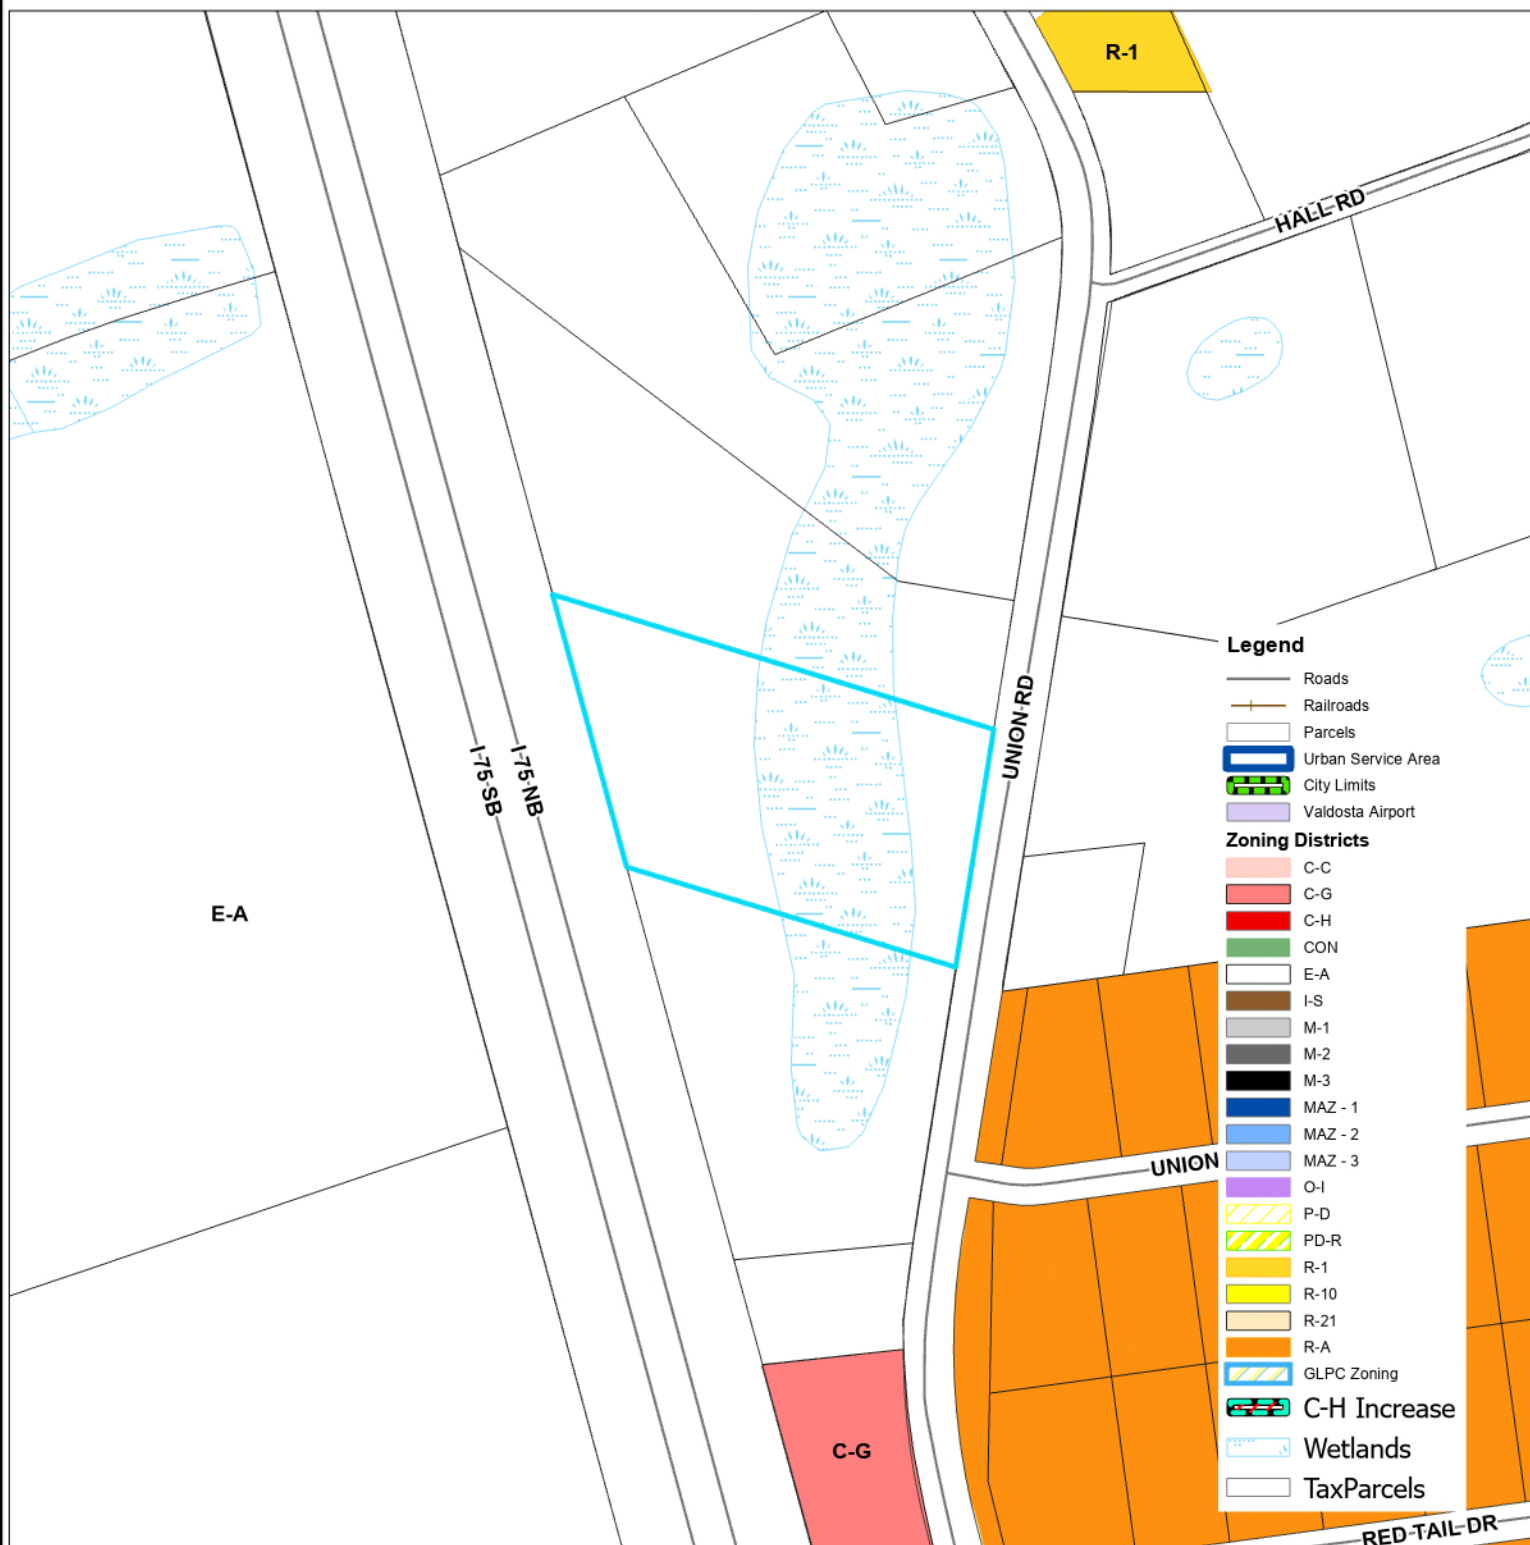 R-1
HALL RD
UNION RD
I-75 SB
I-75 NB
E-A
UNION
C-G
RED TAIL DR
Legend
Roads
Railroads
Parcels
Urban Service Area
City Limits
Valdosta Airport
Zoning Districts
C-C
C-G
C-H
CON
E-A
I-S
M-1
M-2
M-3
MAZ - 1
MAZ - 2
MAZ - 3
O-I
P-D
PD-R
R-1
R-10
R-21
R-A
GLPC Zoning
C-H Increase
Wetlands
TaxParcels